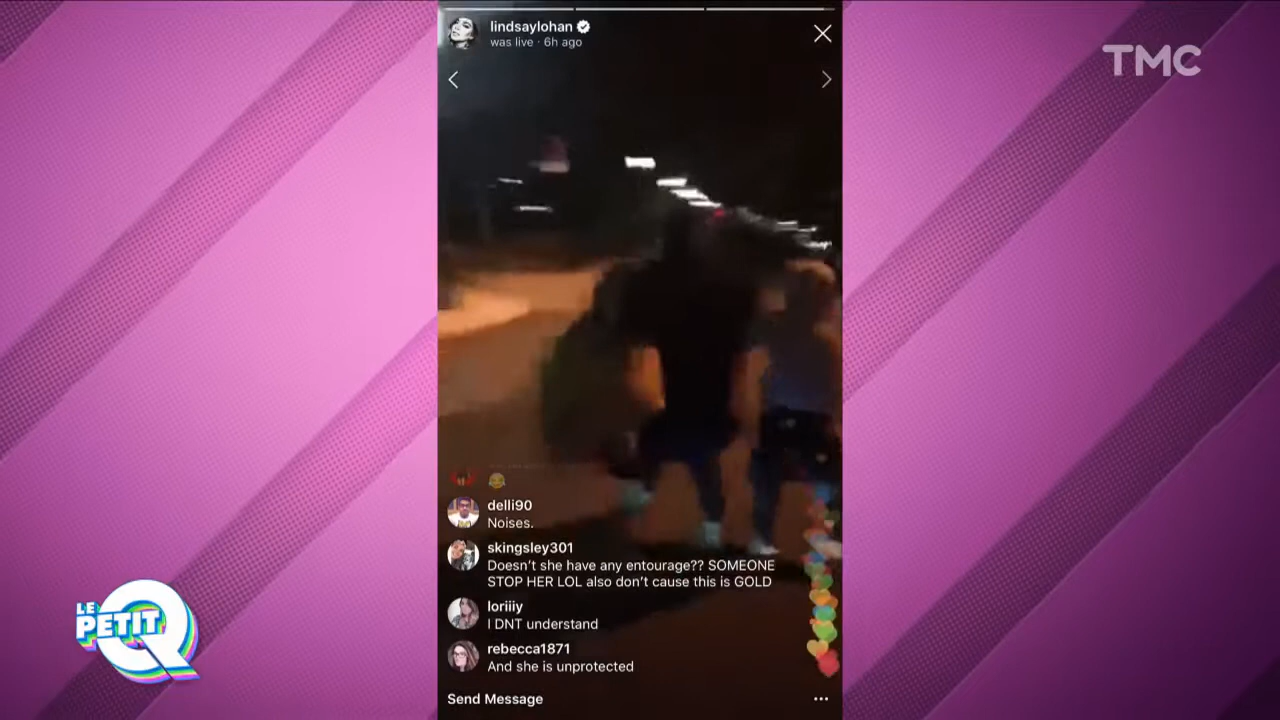 lindsaylohan
was live · 6h ago
TMC
delli90
Noises.
skingsley301
Doesn't she have any entourage?? SOMEONE
STOP HER LOL also don't cause this is GOLD
loriiiy
I DNT understand
rebecca1871
And she is unprotected
Send Message
LE
PETIT
Q